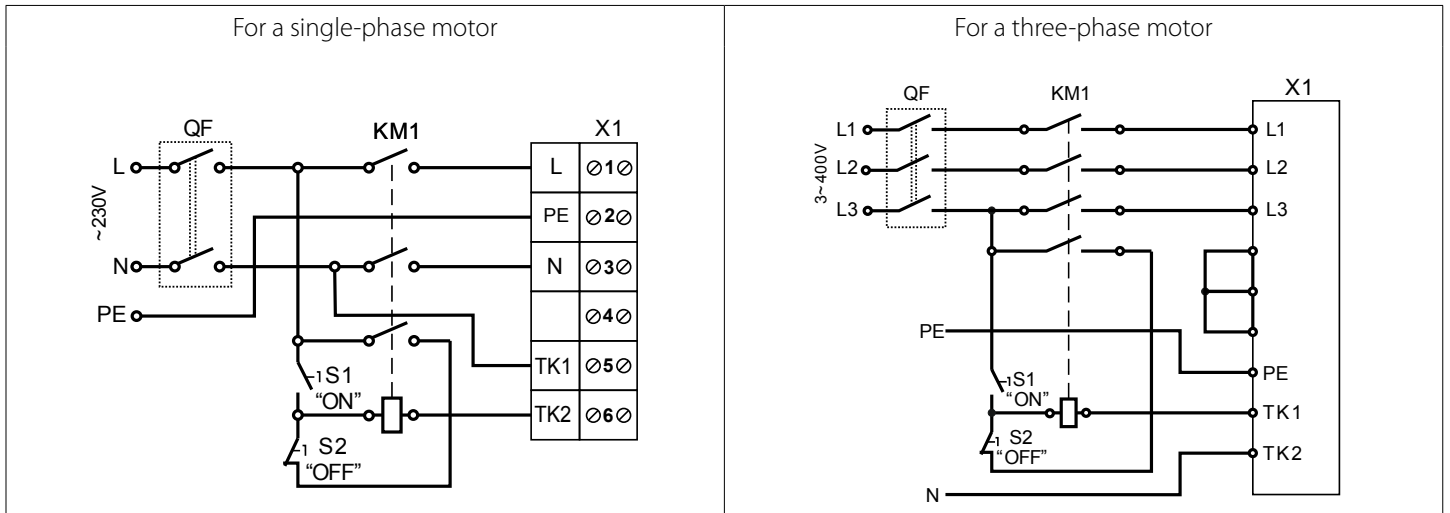 For a single-phase motor
QF
KM1
X1
L
L
⊘1⊘
~230V
PE
⊘2⊘
N
N
⊘3⊘
PE
⊘4⊘
TK1
⊘5⊘
S1
"ON"
TK2
⊘6⊘
S2
"OFF"
For a three-phase motor
QF
KM1
X1
L1
L1
3~400V
L2
L2
L3
L3
PE
PE
S1
"ON"
TK1
S2
"OFF"
TK2
N